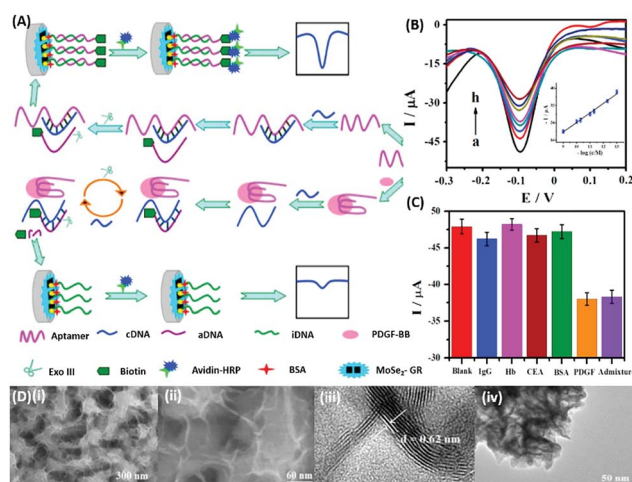 (A)
Aptamer cDNA aDNA iDNA PDGF-BB
Exo III Biotin Avidin-HRP BSA MoSe₂- GR
B
I / μA
0
-15
-30
-45
h
a
-0.3 -0.2 -0.1 0.0 0.1 0.2
E / V
- I / μA
- log (c/M)
(C)
I / μA
-50
-45
-40
-35
-30
Blank IgG Hb CEA BSA PDGF Admixture
(D)(i)
300 nm
(ii)
60 nm
(iii)
d = 0.62 nm
(iv)
50 nm